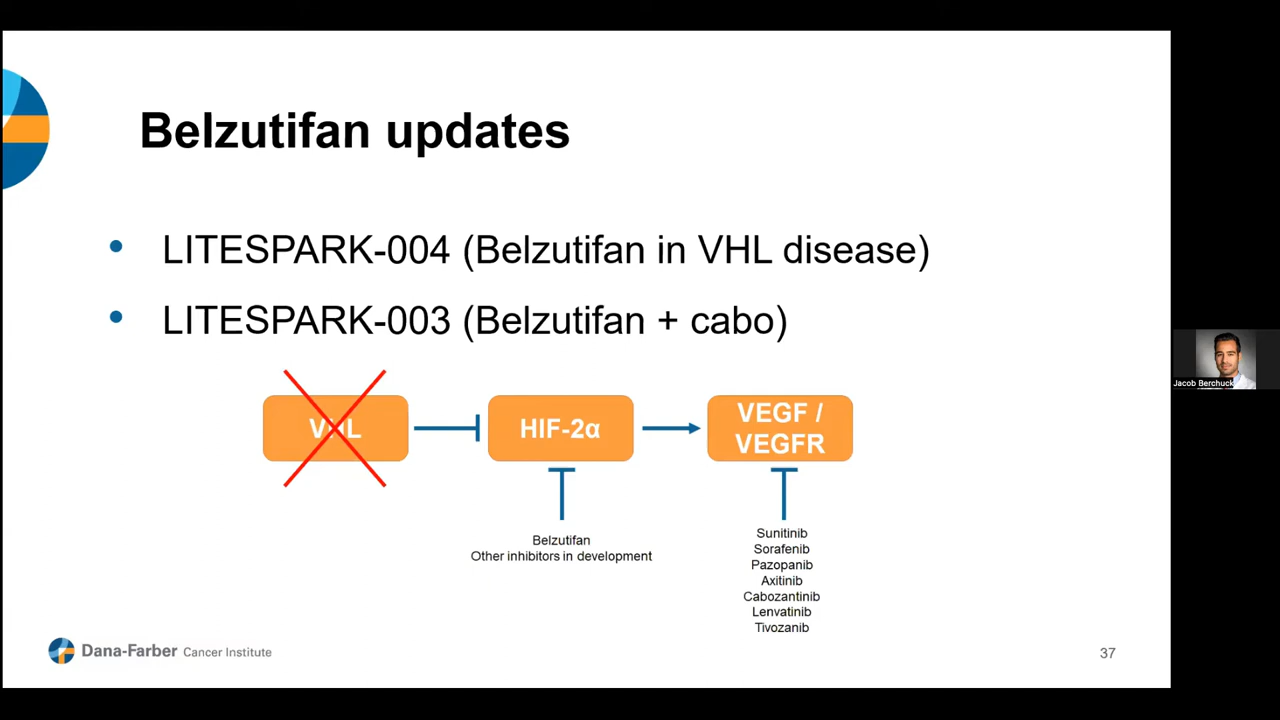 Belzutifan updates
• LITESPARK-004 (Belzutifan in VHL disease)
• LITESPARK-003 (Belzutifan + cabo)
VHL
HIF-2α
VEGF /
VEGFR
Belzutifan
Other inhibitors in development
Sunitinib
Sorafenib
Pazopanib
Axitinib
Cabozantinib
Lenvatinib
Tivozanib
Jacob Berchuck
Dana-Farber Cancer Institute
37